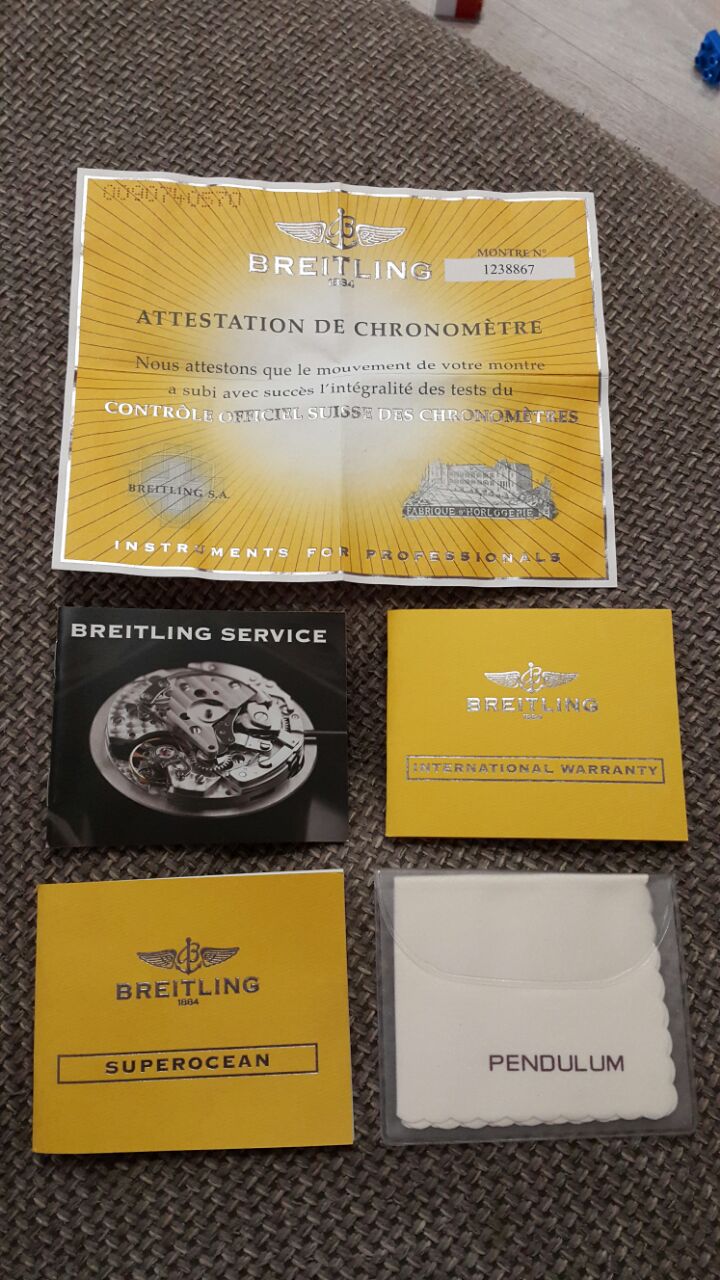 0090740570
BREITLING
1884
MONTRE N°
1238867
ATTESTATION DE CHRONOMÈTRE
Nous attestons que le mouvement de votre montre
a subi avec succès l'intégralité des tests du
CONTRÔLE OFFICIEL SUISSE DES CHRONOMÈTRES
BREITLING S.A.
FABRIQUE D'HORLOGERIE
INSTRUMENTS FOR PROFESSIONALS
BREITLING SERVICE
BREITLING
1884
INTERNATIONAL WARRANTY
BREITLING
1884
SUPEROCEAN
PENDULUM